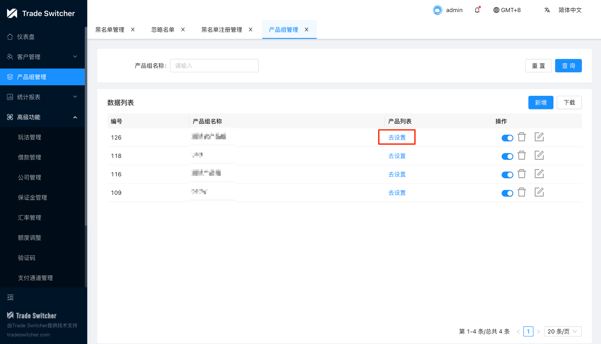 Trade Switcher
admin
GMT+8
简体中文
黑名单管理
忽略名单
黑名单注册管理
产品组管理
仪表盘
客户管理
产品组管理
统计报表
高级功能
玩法管理
借款管理
公司管理
保证金管理
汇率管理
额度调整
验证码
支付通道管理
Trade Switcher
由Trade Switcher提供技术支持
tradeswitcher.com
产品组名称: 请输入 重 置 查 询
数据列表 新增 下载
编号 产品组名称 产品列表 操作
126 去设置
118 去设置
116 去设置
109 去设置
第 1-4 条/总共 4 条 1 20 条/页